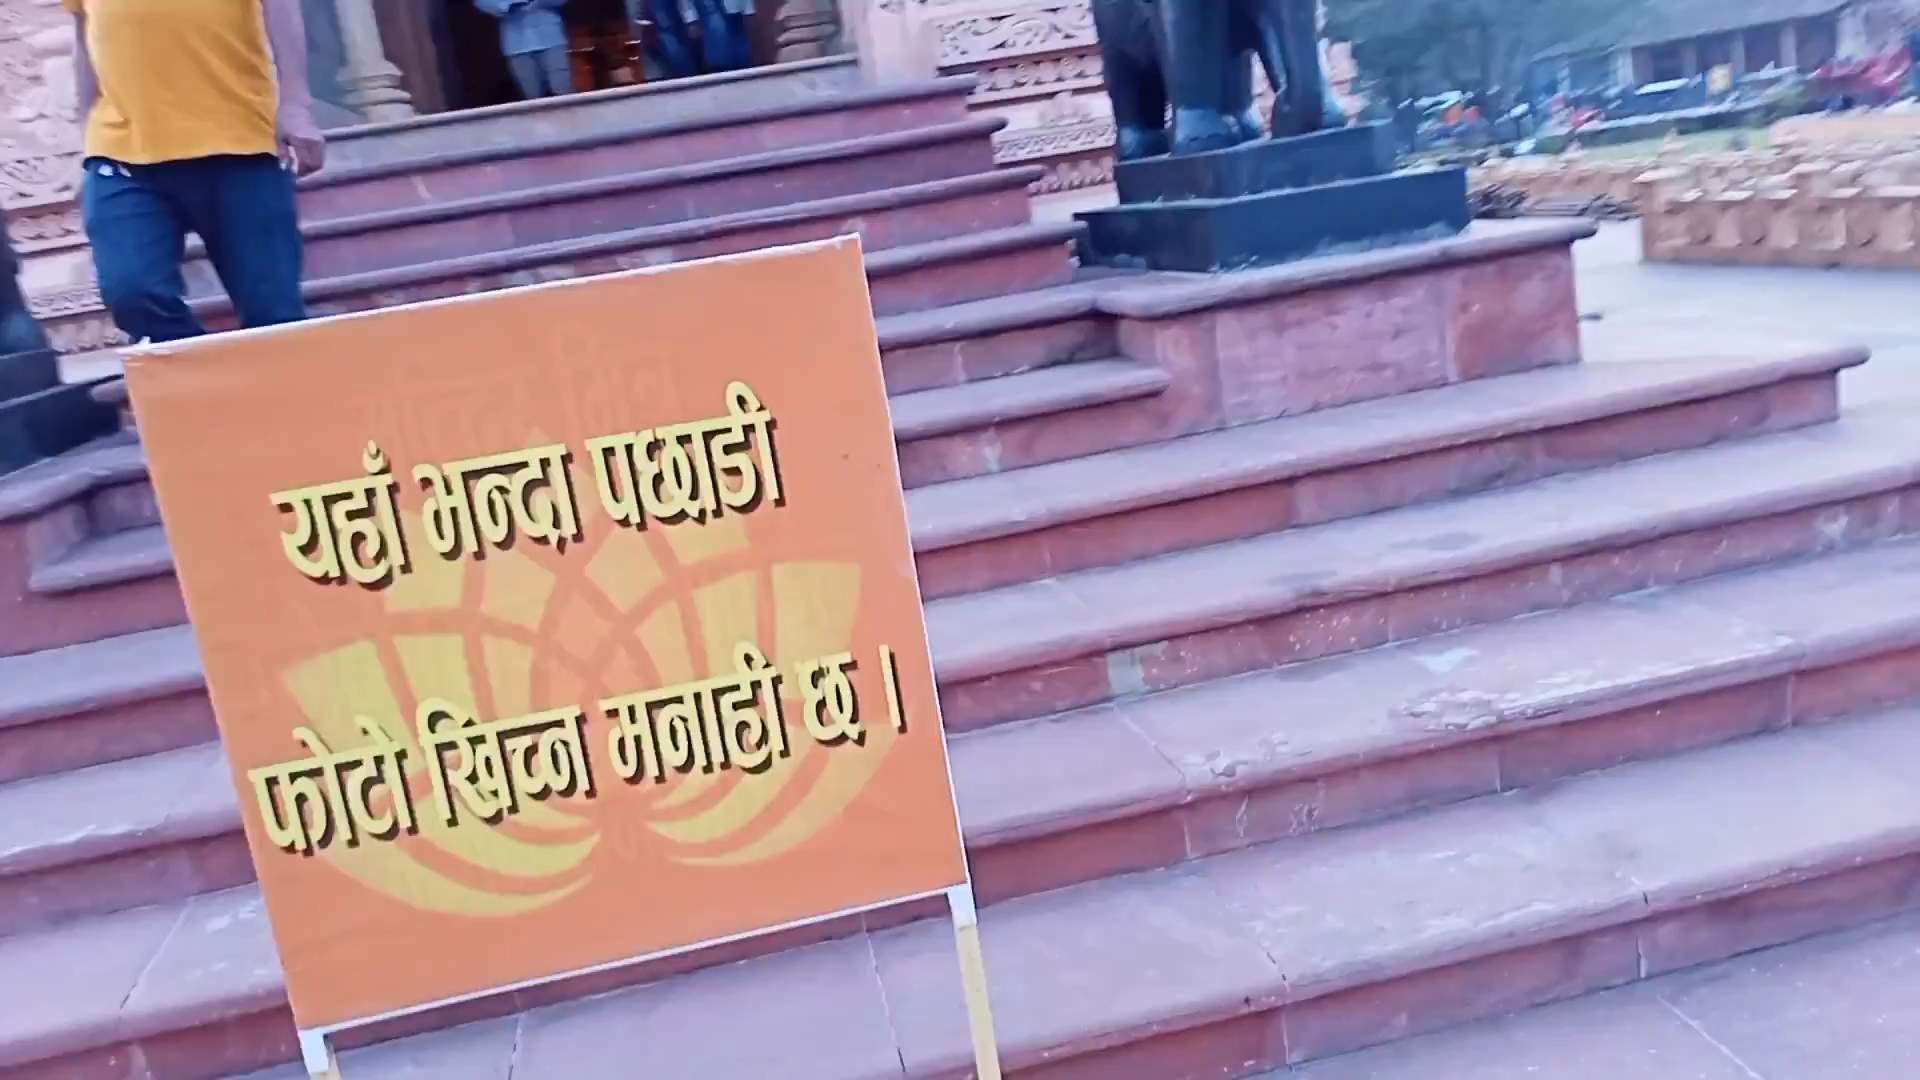 यहाँ भन्दा पछाडी
फोटो खिच्न मनाही छ ।